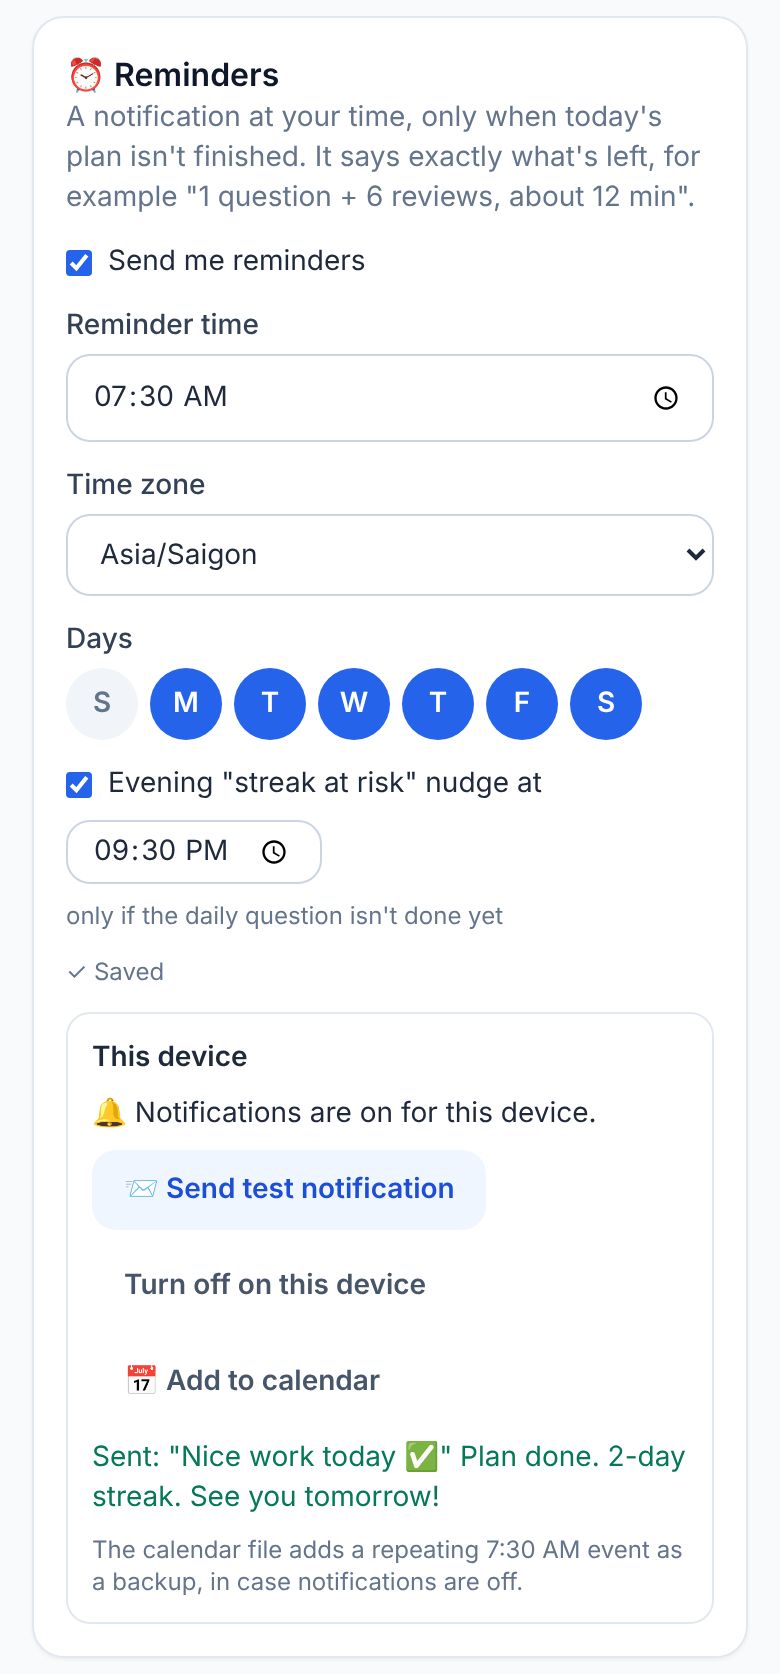 ⏰ Reminders
A notification at your time, only when today's
plan isn't finished. It says exactly what's left, for
example "1 question + 6 reviews, about 12 min".
Send me reminders
Reminder time
07:30 AM
Time zone
Asia/Saigon
Days
S M T W T F S
Evening "streak at risk" nudge at
09:30 PM
only if the daily question isn't done yet
✓ Saved
This device
🔔 Notifications are on for this device.
📨 Send test notification
Turn off on this device
📅 Add to calendar
Sent: "Nice work today ✅" Plan done. 2-day
streak. See you tomorrow!
The calendar file adds a repeating 7:30 AM event as
a backup, in case notifications are off.